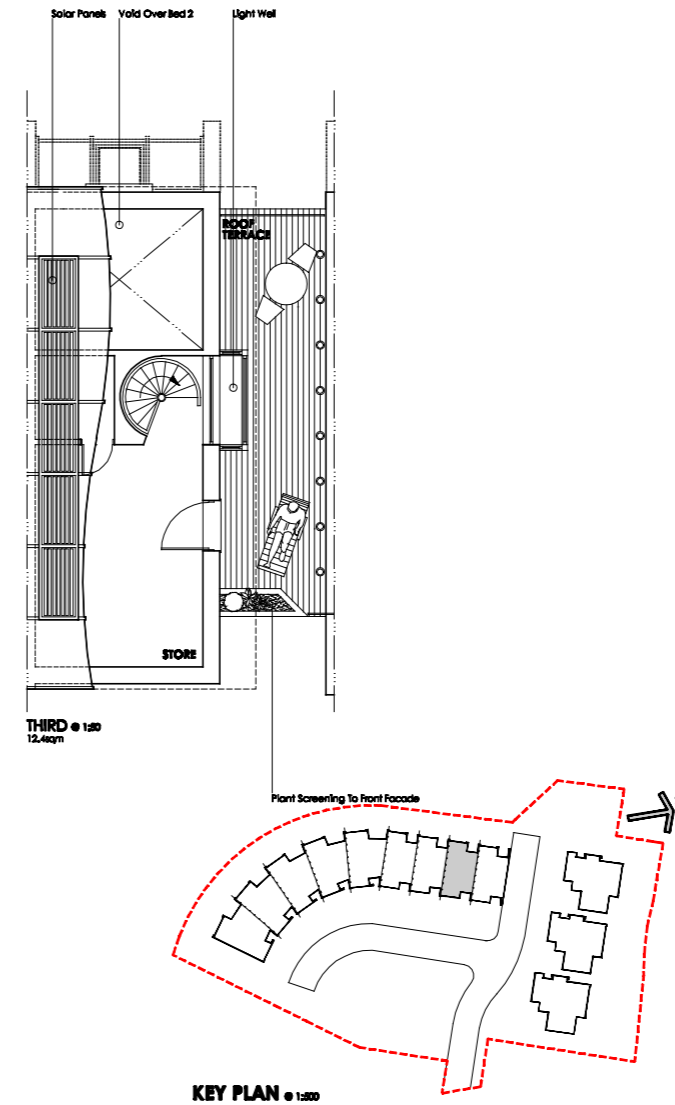 Solar Panels Void Over Bed 2 Light Well
ROOF
TERRACE
STORE
THIRD @ 1:50
12.4sqm
Plant Screening To Front Facade
KEY PLAN @ 1:500